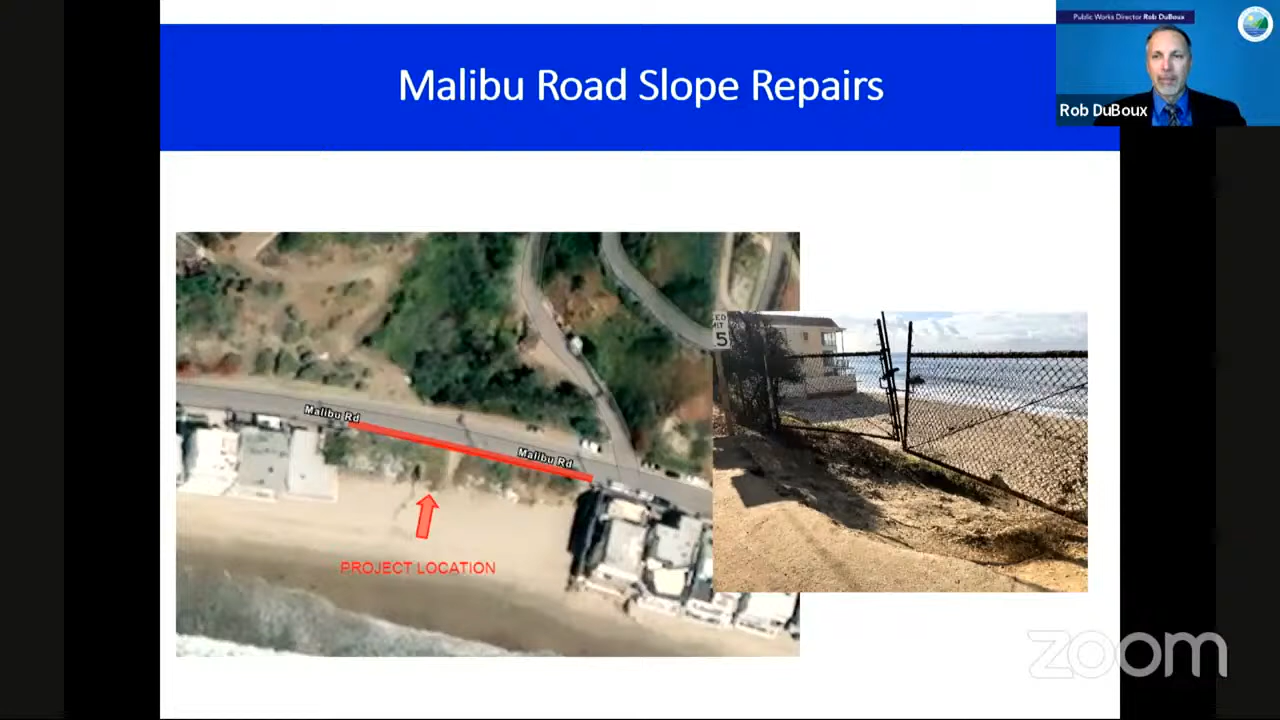 Public Works Director Rob DuBoux
Rob DuBoux
Malibu Road Slope Repairs
Malibu Rd
Malibu Rd
PROJECT LOCATION
5
zoom